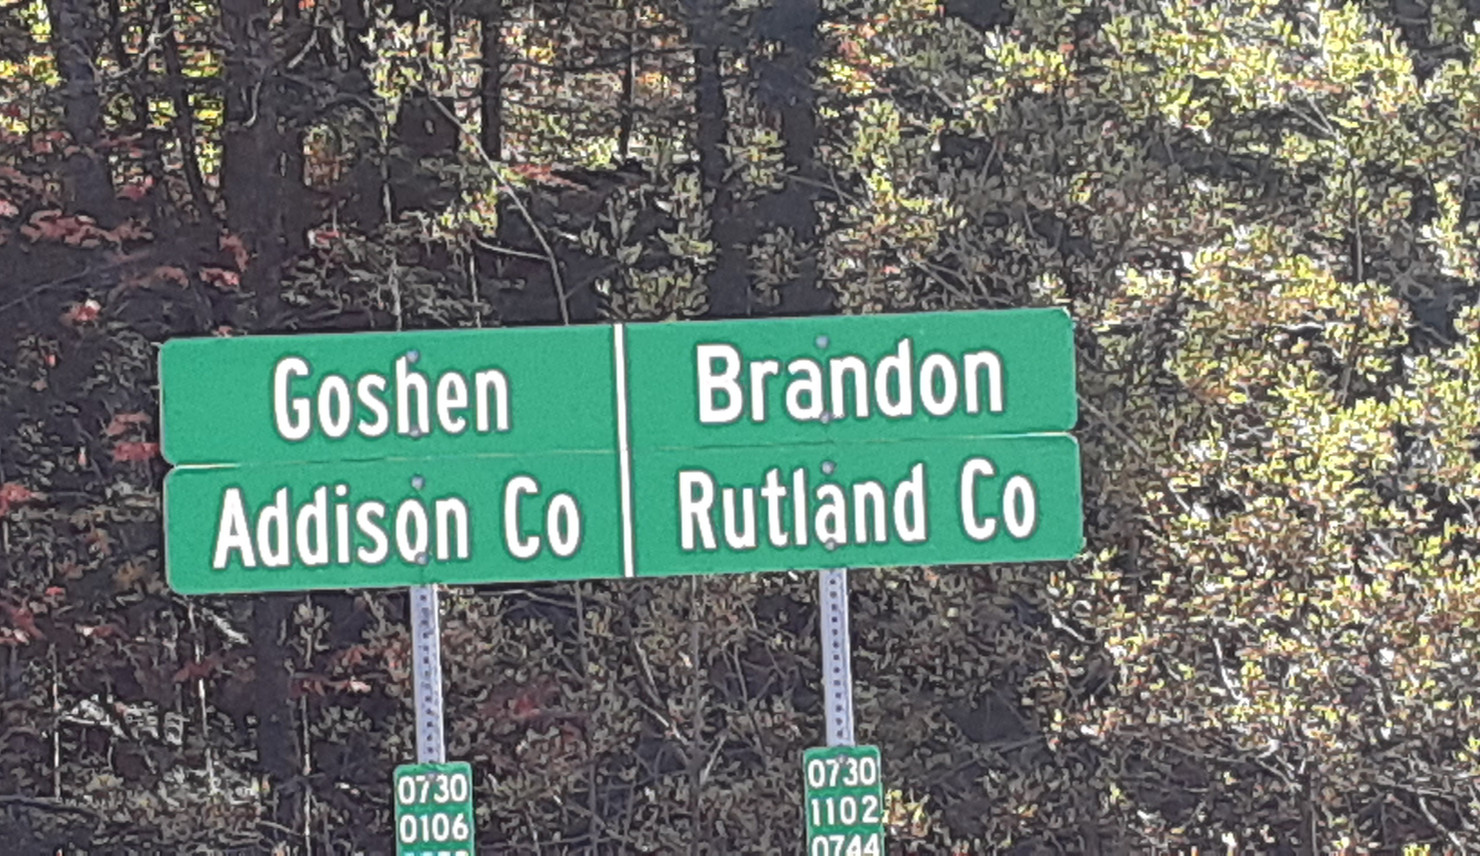 Goshen
Addison Co
Brandon
Rutland Co
0730
0106
0730
1102
0744